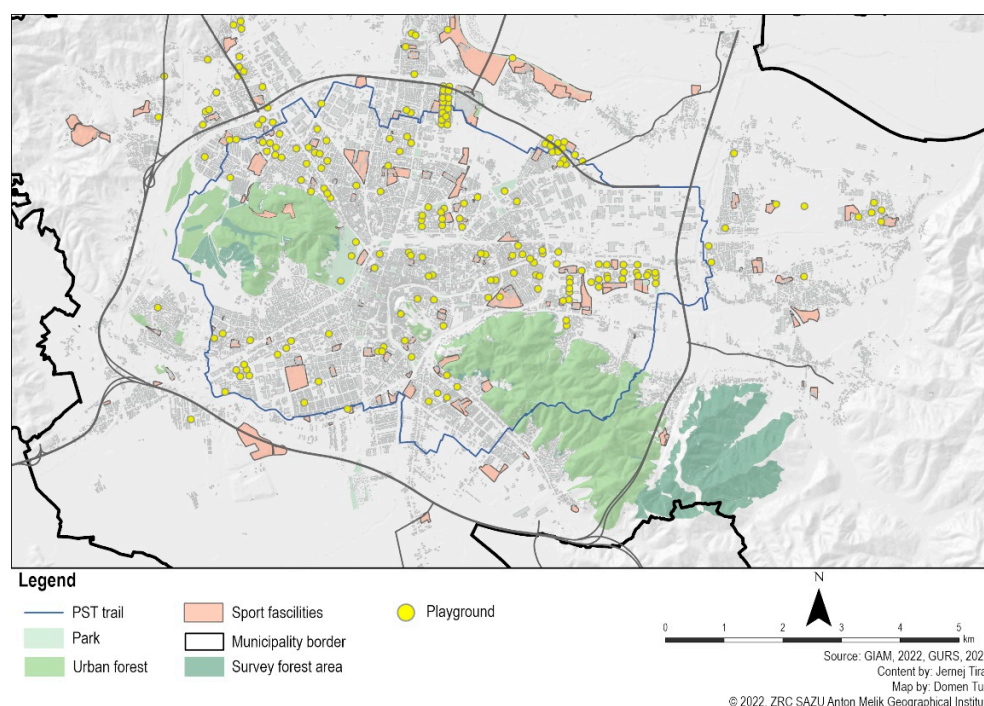 Legend
PST trail
Park
Urban forest
Sport fascilities
Municipality border
Survey forest area
Playground
N
0 1 2 3 4 5
km
Source: GIAM, 2022, GURS, 202
Content by: Jernej Tira
Map by: Domen Tu
© 2022, ZRC SAZU Anton Melik Geographical Institu